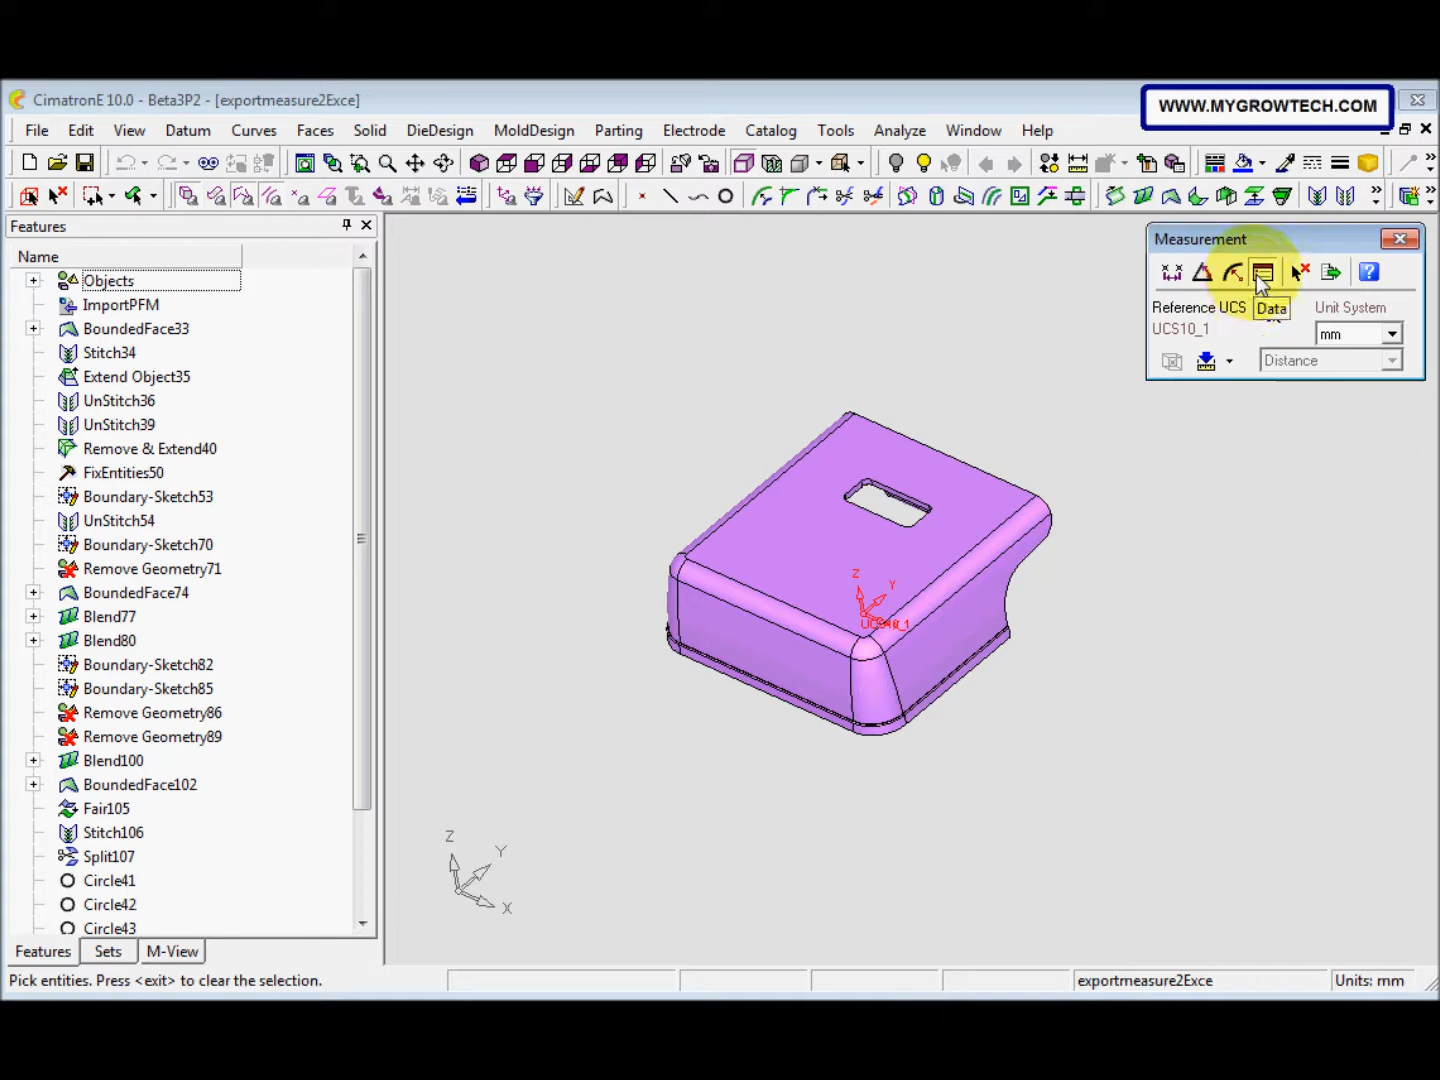 CimatronE 10.0 - Beta3P2 - [exportmeasure2Exce]
WWW.MYGROWTECH.COM
File Edit View Datum Curves Faces Solid DieDesign MoldDesign Parting Electrode Catalog Tools Analyze Window Help
Features
Name
Objects
ImportPFM
BoundedFace33
Stitch34
Extend Object35
UnStitch36
UnStitch39
Remove & Extend40
FixEntities50
Boundary-Sketch53
UnStitch54
Boundary-Sketch70
Remove Geometry71
BoundedFace74
Blend77
Blend80
Boundary-Sketch82
Boundary-Sketch85
Remove Geometry86
Remove Geometry89
Blend100
BoundedFace102
Fair105
Stitch106
Split107
Circle41
Circle42
Circle43
Features Sets M-View
Measurement
Reference UCS Data Unit System
UCS10_1 mm
Distance
Z
Y
UCS10_1
Z
Y
X
Pick entities. Press <exit> to clear the selection.
exportmeasure2Exce
Units: mm